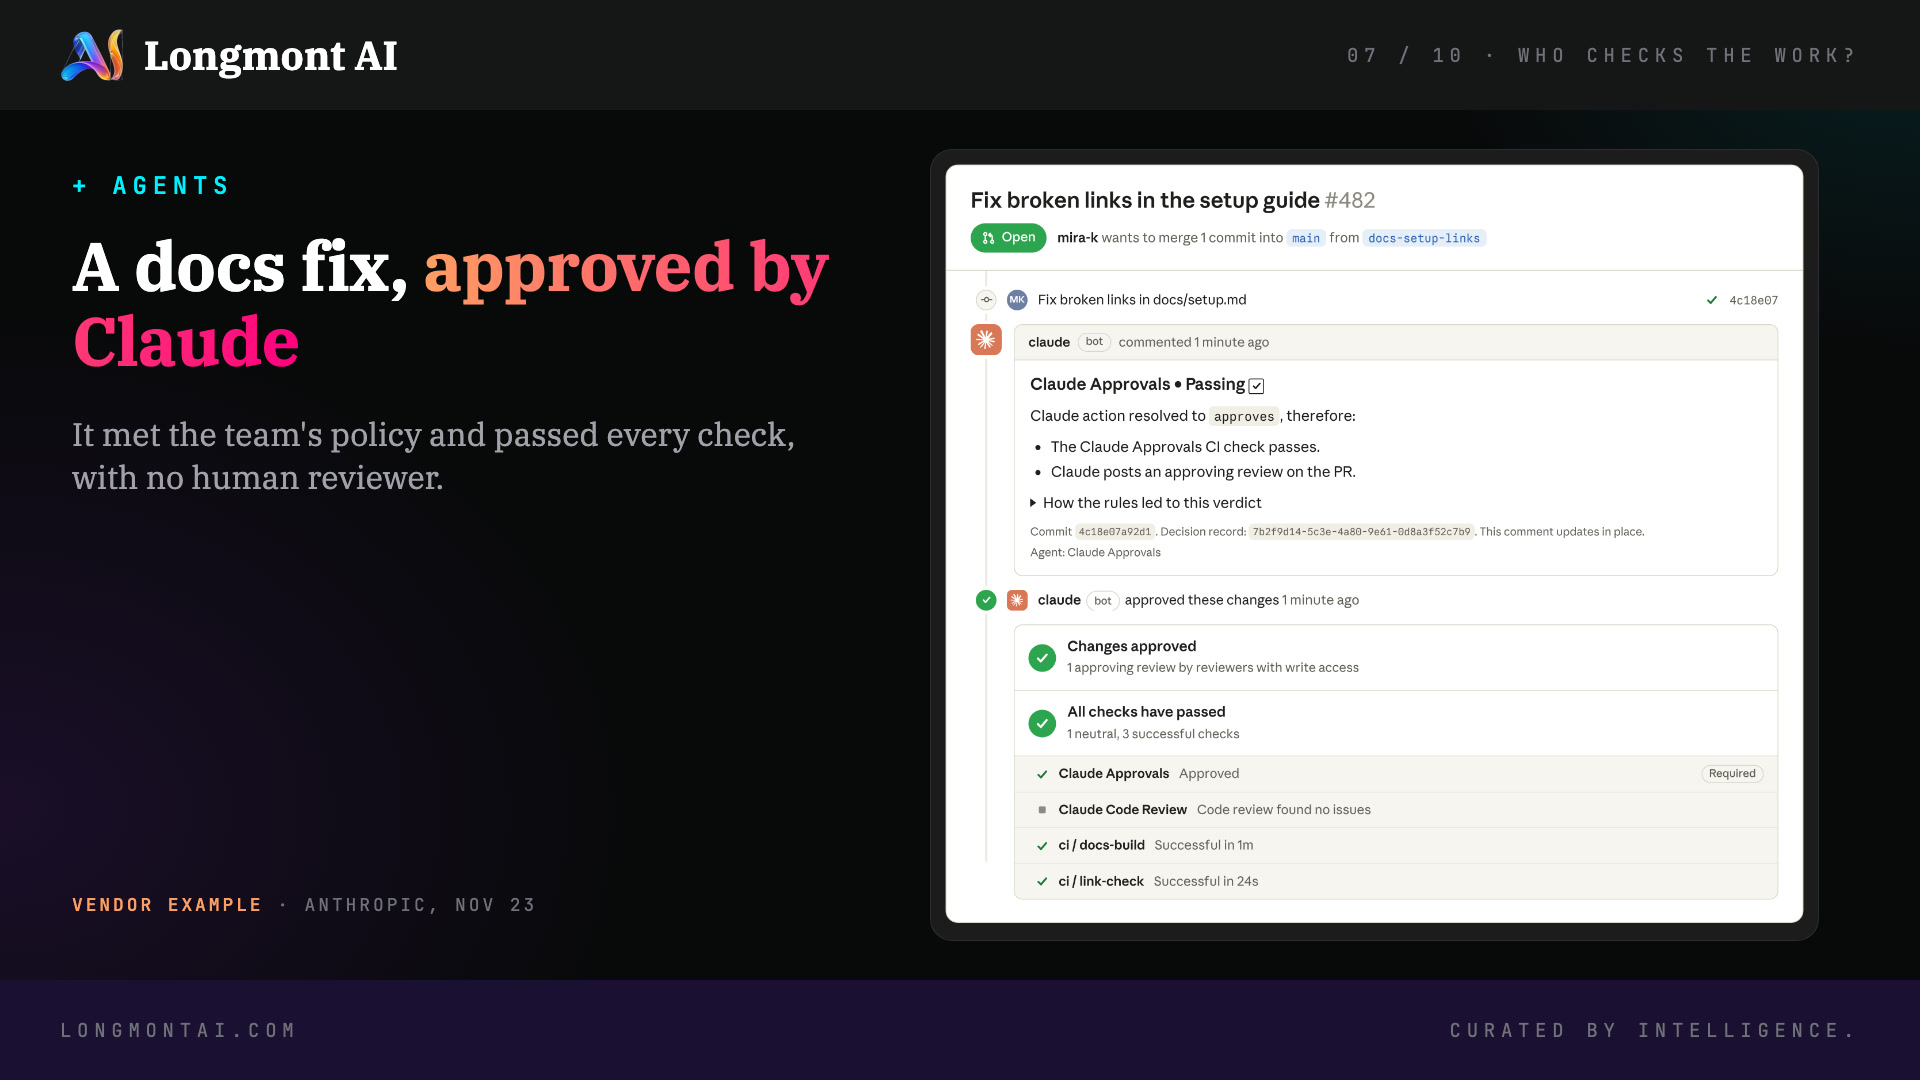 Longmont AI
07 / 10 · WHO CHECKS THE WORK?
+ AGENTS
A docs fix, approved by
Claude
It met the team's policy and passed every check,
with no human reviewer.
VENDOR EXAMPLE · ANTHROPIC, NOV 23
Fix broken links in the setup guide #482
Open mira-k wants to merge 1 commit into main from docs-setup-links
MK Fix broken links in docs/setup.md 4c18e07
claude bot commented 1 minute ago
Claude Approvals • Passing
Claude action resolved to approves, therefore:
• The Claude Approvals CI check passes.
• Claude posts an approving review on the PR.
How the rules led to this verdict
Commit 4c18e07a92d1. Decision record: 7b2f9d14-5c3e-4a80-9e61-0d8a3f52c7b9. This comment updates in place.
Agent: Claude Approvals
claude bot approved these changes 1 minute ago
Changes approved
1 approving review by reviewers with write access
All checks have passed
1 neutral, 3 successful checks
Claude Approvals Approved Required
Claude Code Review Code review found no issues
ci / docs-build Successful in 1m
ci / link-check Successful in 24s
LONGMONTAI.COM
CURATED BY INTELLIGENCE.